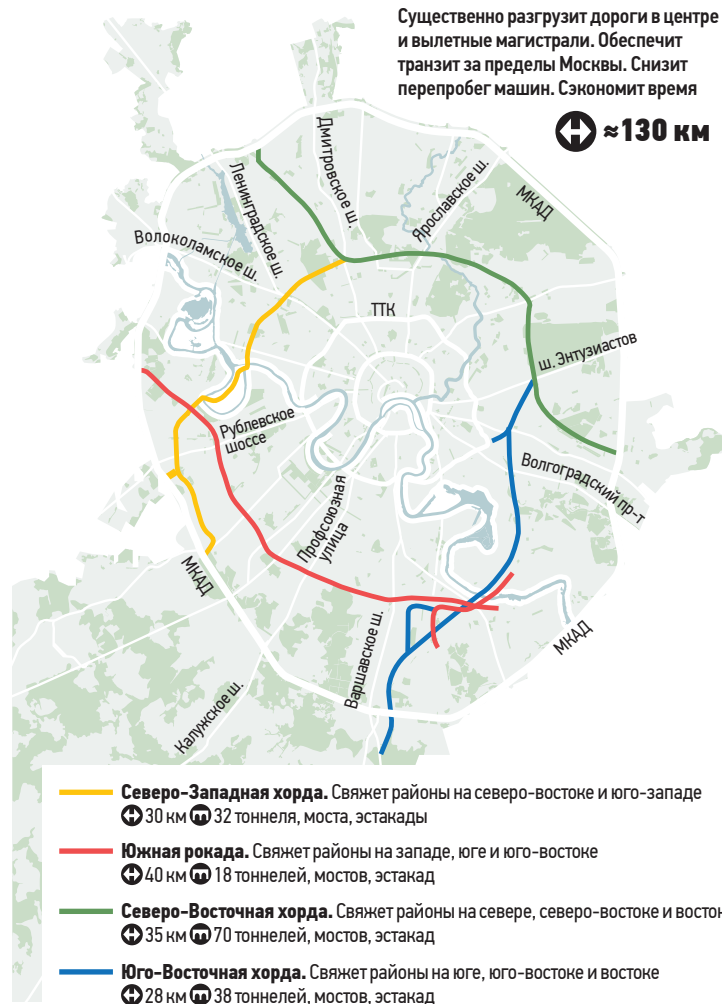 Существенно разгрузит дороги в центре
и вылетные магистрали. Обеспечит
транзит за пределы Москвы. Снизит
перепробег машин. Сэкономит время
≈130 км
Дмитровское ш.
Ленинградское ш.
Ярославское ш.
МКАД
Волоколамское ш.
ТТК
ш. Энтузиастов
Рублевское
шоссе
Волгоградский пр-т
Профсоюзная
улица
МКАД
Варшавское ш.
МКАД
Калужское ш.
Северо-Западная хорда. Свяжет районы на северо-востоке и юго-западе
30 км 32 тоннеля, моста, эстакады
Южная рокада. Свяжет районы на западе, юге и юго-востоке
40 км 18 тоннелей, мостов, эстакад
Северо-Восточная хорда. Свяжет районы на севере, северо-востоке и восток
35 км 70 тоннелей, мостов, эстакад
Юго-Восточная хорда. Свяжет районы на юге, юго-востоке и востоке
28 км 38 тоннелей, мостов, эстакад